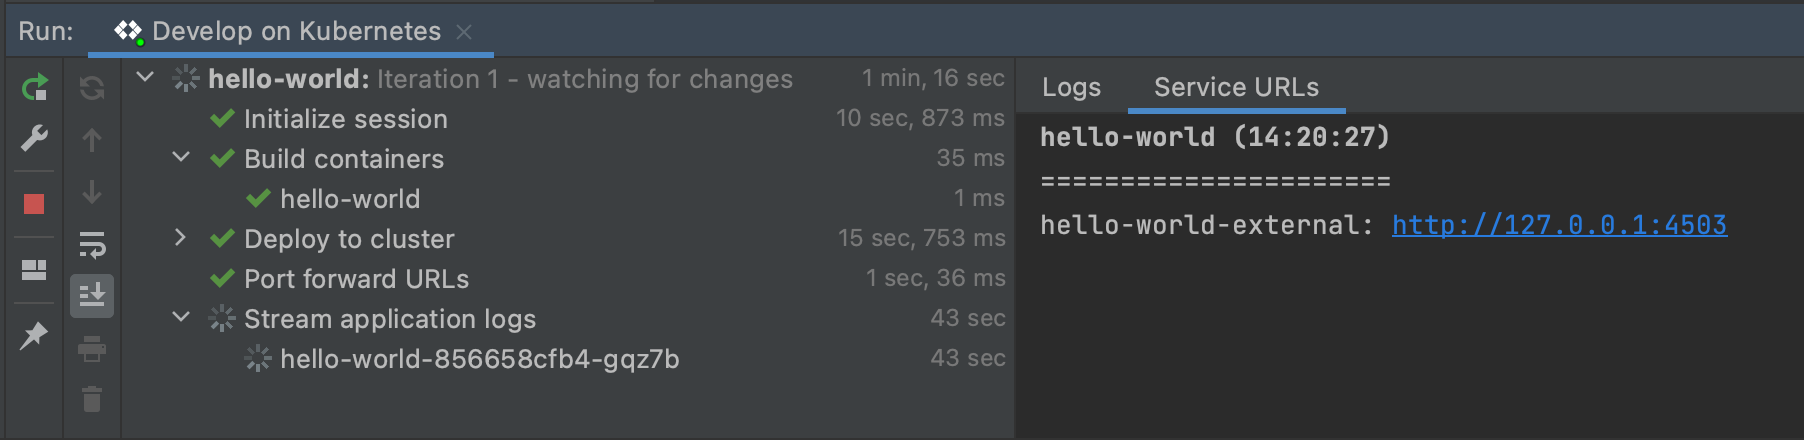 Run: Develop on Kubernetes
hello-world: Iteration 1 - watching for changes 1 min, 16 sec
Initialize session 10 sec, 873 ms
Build containers 35 ms
hello-world 1 ms
Deploy to cluster 15 sec, 753 ms
Port forward URLs 1 sec, 36 ms
Stream application logs 43 sec
hello-world-856658cfb4-gqz7b 43 sec
Logs Service URLs
hello-world (14:20:27)
======================
hello-world-external: http://127.0.0.1:4503